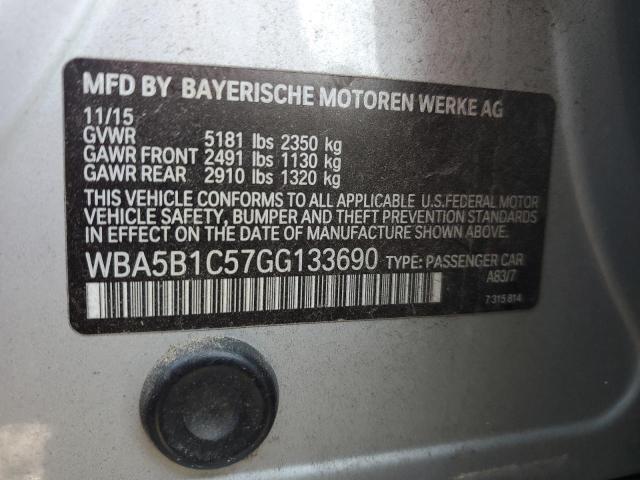 MFD BY BAYERISCHE MOTOREN WERKE AG
11/15
GVWR 5181 lbs 2350 kg
GAWR FRONT 2491 lbs 1130 kg
GAWR REAR 2910 lbs 1320 kg
THIS VEHICLE CONFORMS TO ALL APPLICABLE U.S.FEDERAL MOTOR
VEHICLE SAFETY, BUMPER AND THEFT PREVENTION STANDARDS
IN EFFECT ON THE DATE OF MANUFACTURE SHOWN ABOVE.
WBA5B1C57GG133690 TYPE: PASSENGER CAR
A83/7
7 315 814